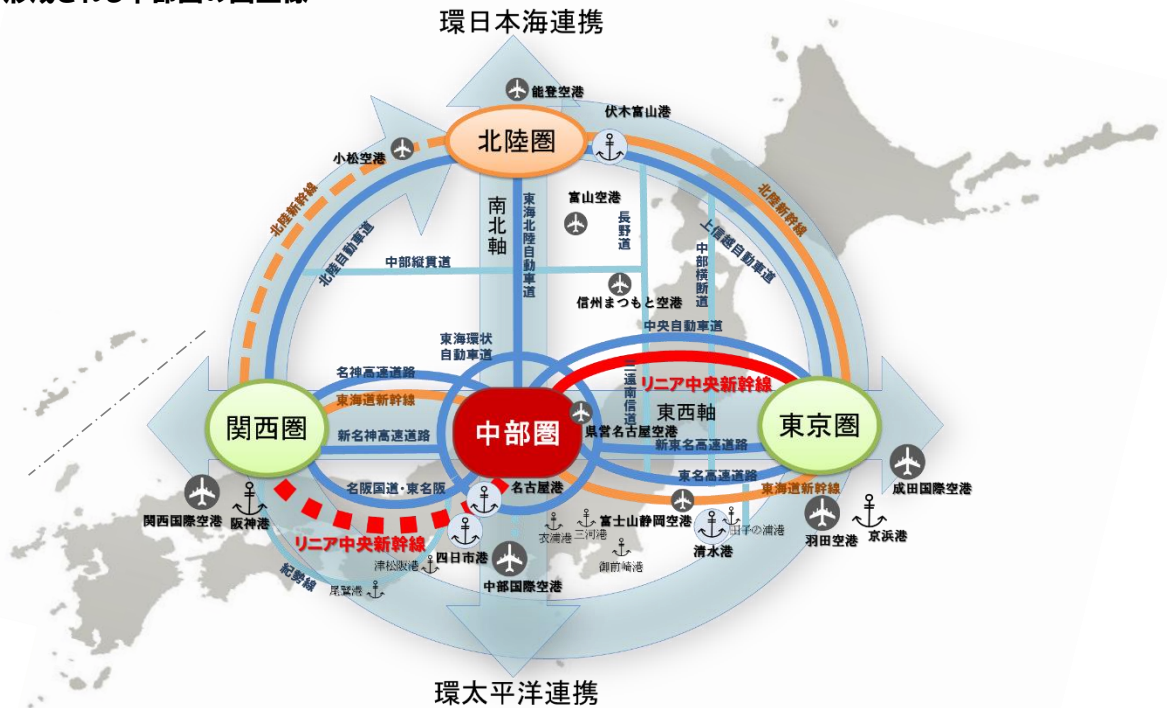 環日本海連携
能登空港
伏木富山港
北陸圏
小松空港
北陸新幹線
北陸自動車道
南北軸
東海北陸自動車道
富山空港
長野道
中部横断道
上信越自動車道
北陸新幹線
中部縦貫道
信州まつもと空港
東海環状
自動車道
中央自動車道
名神高速道路
東海道新幹線
三遠南信道
リニア中央新幹線
東西軸
関西圏
中部圏
県営名古屋空港
東京圏
新名神高速道路
新東名高速道路
東名高速道路
名阪国道・東名阪
名古屋港
東海道新幹線
成田国際空港
関西国際空港
阪神港
リニア中央新幹線
四日市港
衣浦港
三河港
富士山静岡空港
田子の浦港
清水港
羽田空港
京浜港
御前崎港
津松阪港
紀勢線
尾鷲港
中部国際空港
環太平洋連携